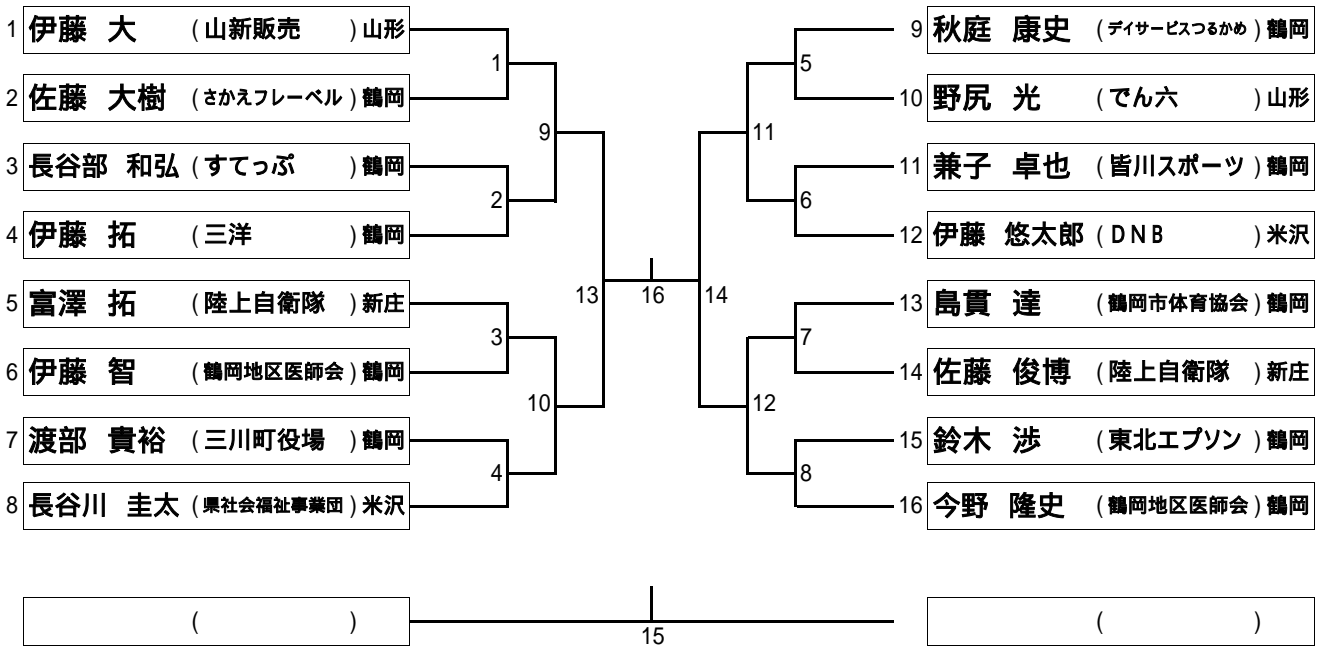 1 伊藤 大 (山新販売) 山形
2 佐藤 大樹 (さかえフレーベル) 鶴岡
3 長谷部 和弘 (すてっぷ) 鶴岡
4 伊藤 拓 (三洋) 鶴岡
5 富澤 拓 (陸上自衛隊) 新庄
6 伊藤 智 (鶴岡地区医師会) 鶴岡
7 渡部 貴裕 (三川町役場) 鶴岡
8 長谷川 圭太 (県社会福祉事業団) 米沢
1
2
3
4
9
10
13
16
14
11
12
5
6
7
8
9 秋庭 康史 (デイサービスつるかめ) 鶴岡
10 野尻 光 (でん六) 山形
11 兼子 卓也 (皆川スポーツ) 鶴岡
12 伊藤 悠太郎 (DNB) 米沢
13 島貫 達 (鶴岡市体育協会) 鶴岡
14 佐藤 俊博 (陸上自衛隊) 新庄
15 鈴木 渉 (東北エプソン) 鶴岡
16 今野 隆史 (鶴岡地区医師会) 鶴岡
( )
15
( )